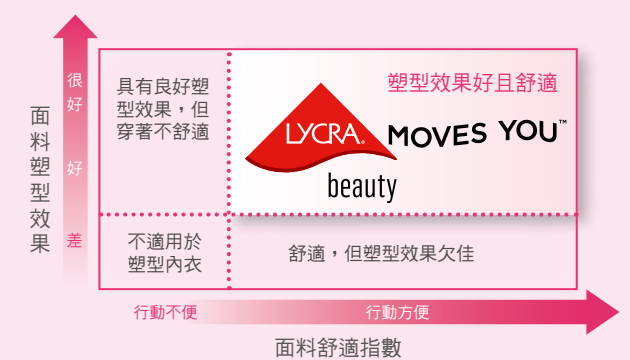 面料塑型效果
很好
好
差
具有良好塑
型效果，但
穿著不舒適
塑型效果好且舒適
LYCRA®
MOVES YOU™
beauty
不適用於
塑型內衣
舒適，但塑型效果欠佳
行動不便
行動方便
面料舒適指數